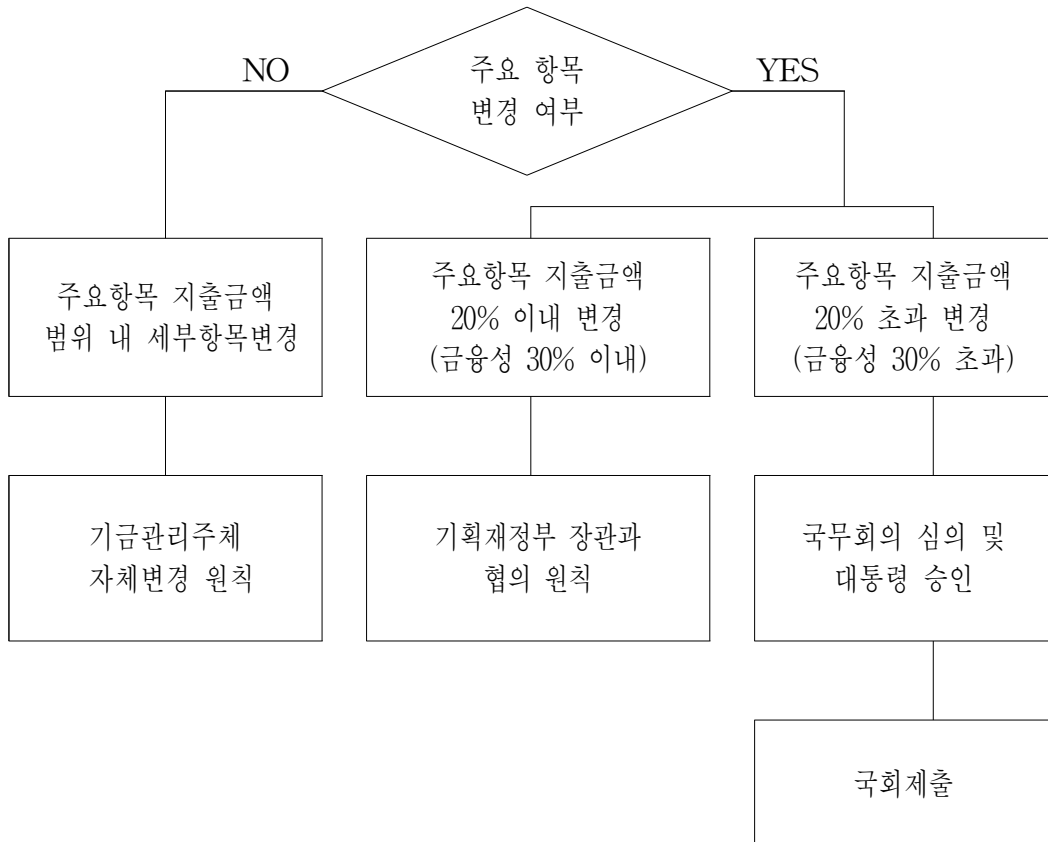 주요 항목
변경 여부
NO
YES
주요항목 지출금액
범위 내 세부항목변경
주요항목 지출금액
20% 이내 변경
(금융성 30% 이내)
주요항목 지출금액
20% 초과 변경
(금융성 30% 초과)
기금관리주체
자체변경 원칙
기획재정부 장관과
협의 원칙
국무회의 심의 및
대통령 승인
국회제출